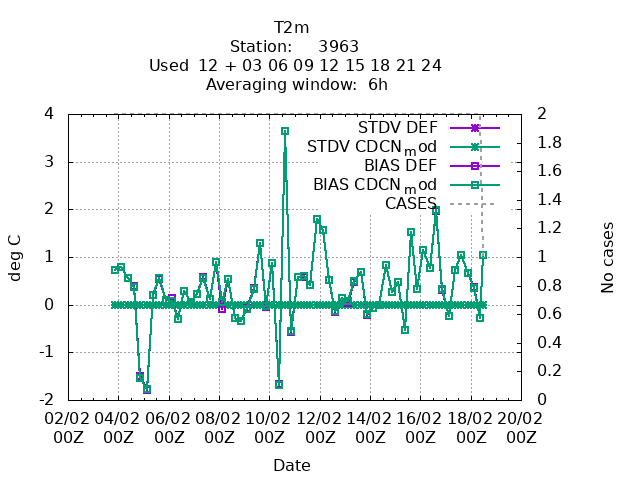 T2m
Station: 3963
Used 12 + 03 06 09 12 15 18 21 24
Averaging window: 6h
4
3
2
1
0
-1
-2
deg C
2
1.8
1.6
1.4
1.2
1
0.8
0.6
0.4
0.2
0
No cases
STDV DEF
STDV CDCNmod
BIAS DEF
BIAS CDCNmod
CASES
02/02 04/02 06/02 08/02 10/02 12/02 14/02 16/02 18/02 20/02
00Z 00Z 00Z 00Z 00Z 00Z 00Z 00Z 00Z 00Z
Date